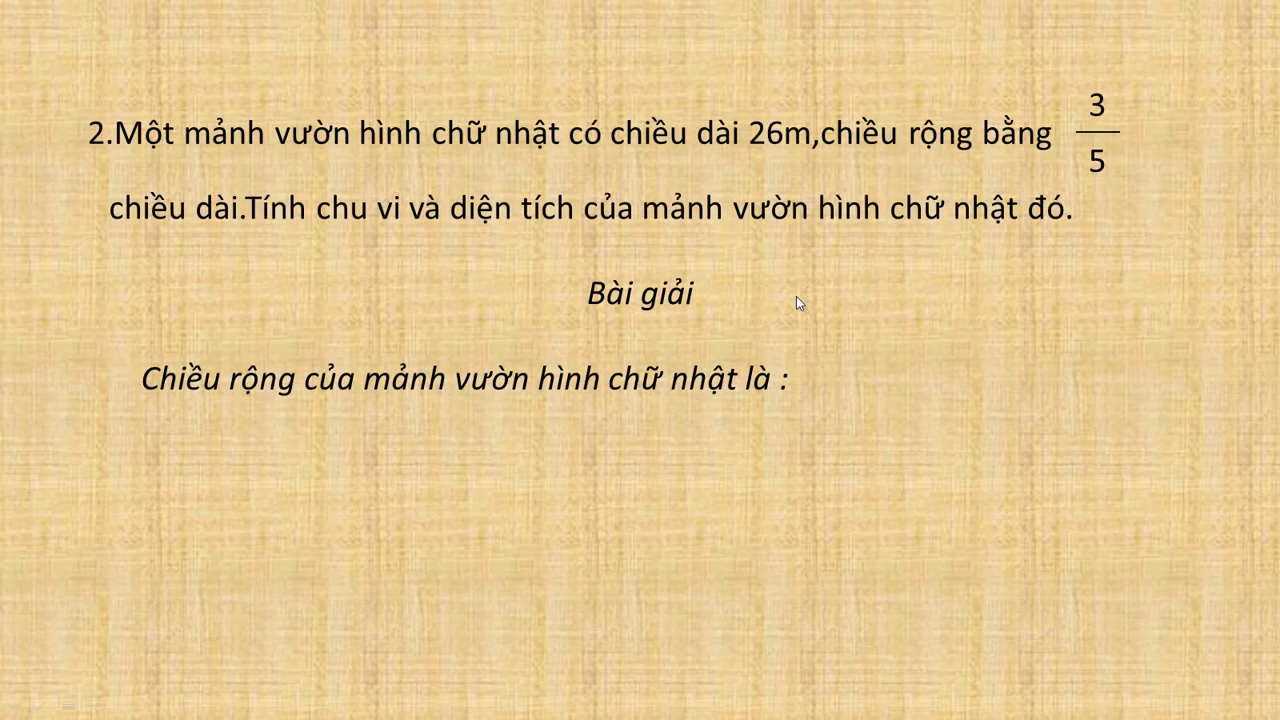 2.Một mảnh vườn hình chữ nhật có chiều dài 26m,chiều rộng bằng 3/5
chiều dài.Tính chu vi và diện tích của mảnh vườn hình chữ nhật đó.
Bài giải
Chiều rộng của mảnh vườn hình chữ nhật là :